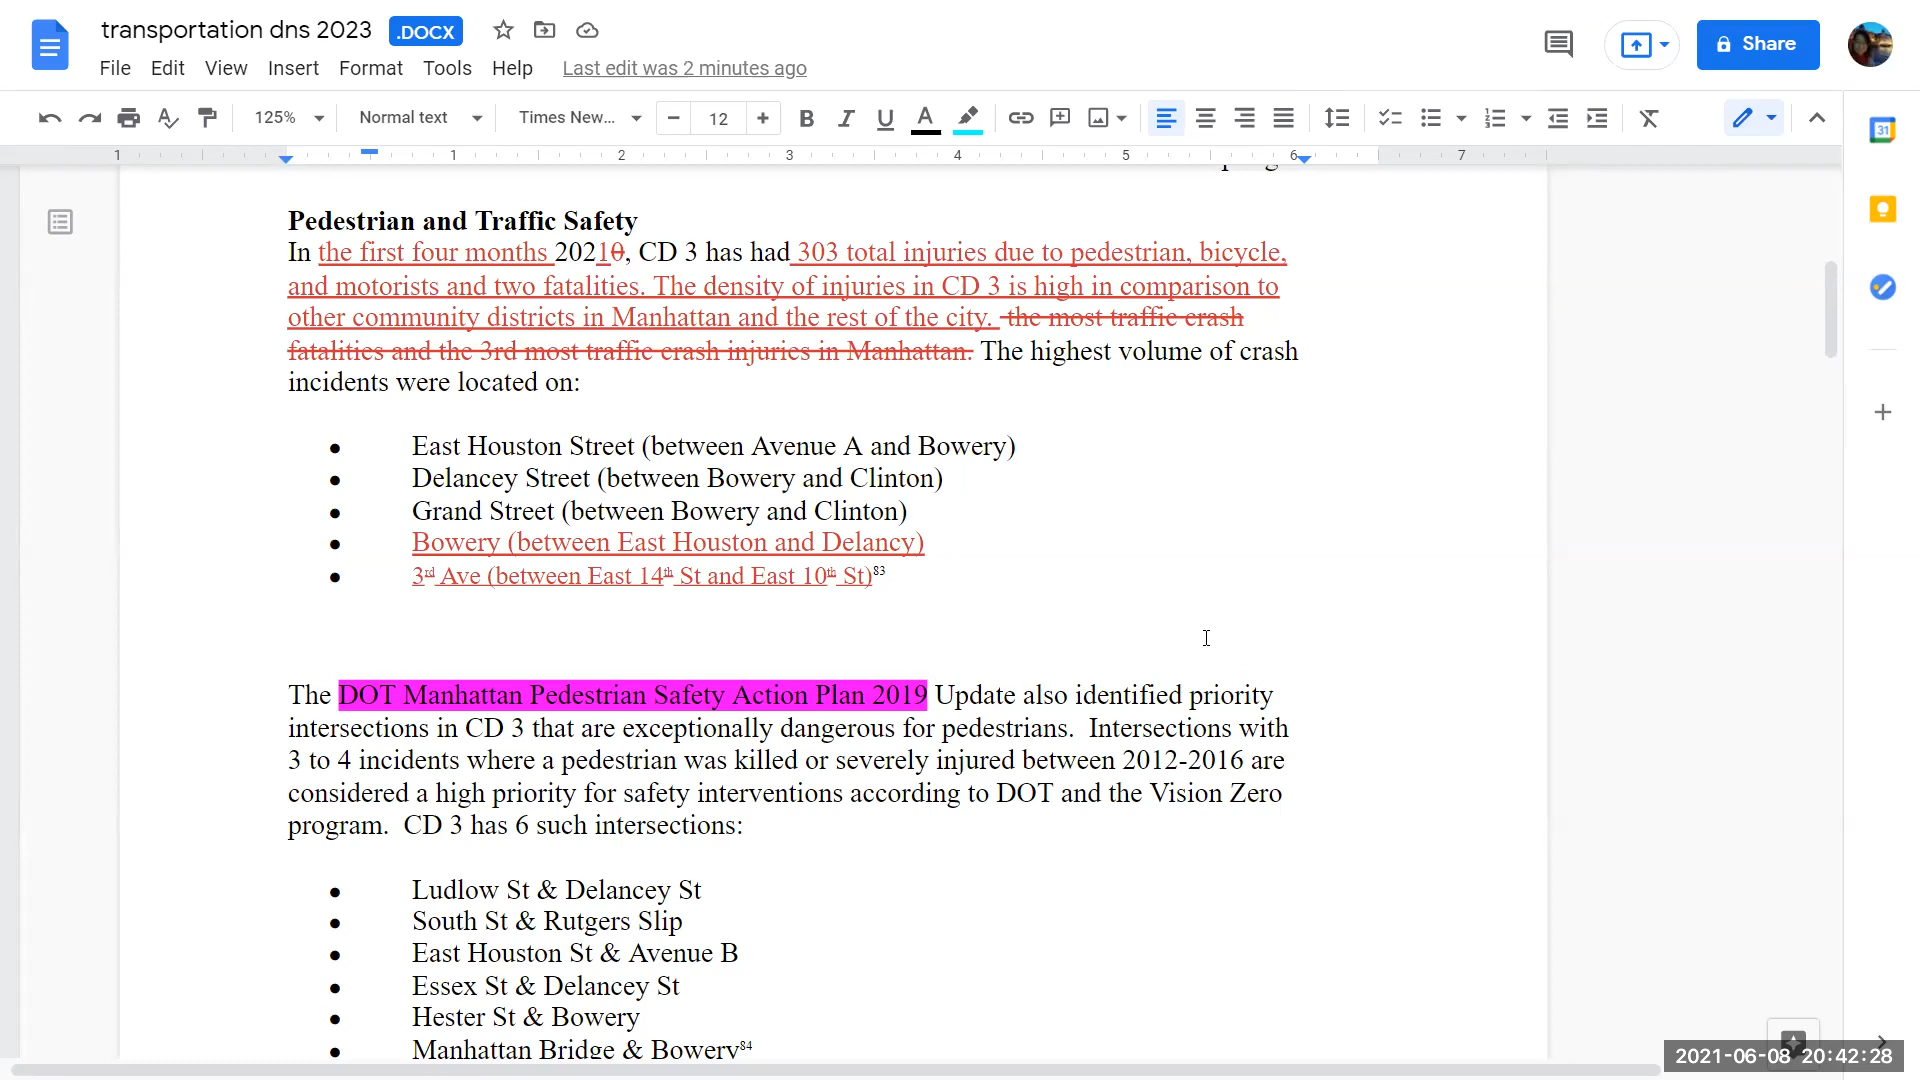 transportation dns 2023 .DOCX
Share
File Edit View Insert Format Tools Help Last edit was 2 minutes ago
125% Normal text Times New... 12 B I U A
1 1 2 3 4 5 6 7
31
Pedestrian and Traffic Safety
In the first four months 20210, CD 3 has had 303 total injuries due to pedestrian, bicycle,
and motorists and two fatalities. The density of injuries in CD 3 is high in comparison to
other community districts in Manhattan and the rest of the city. the most traffic crash
fatalities and the 3rd most traffic crash injuries in Manhattan. The highest volume of crash
incidents were located on:
● East Houston Street (between Avenue A and Bowery)
● Delancey Street (between Bowery and Clinton)
● Grand Street (between Bowery and Clinton)
● Bowery (between East Houston and Delancy)
● 3rd Ave (between East 14th St and East 10th St)83
The DOT Manhattan Pedestrian Safety Action Plan 2019 Update also identified priority
intersections in CD 3 that are exceptionally dangerous for pedestrians. Intersections with
3 to 4 incidents where a pedestrian was killed or severely injured between 2012-2016 are
considered a high priority for safety interventions according to DOT and the Vision Zero
program. CD 3 has 6 such intersections:
● Ludlow St & Delancey St
● South St & Rutgers Slip
● East Houston St & Avenue B
● Essex St & Delancey St
● Hester St & Bowery
● Manhattan Bridge & Bowery84
2021-06-08 20:42:28